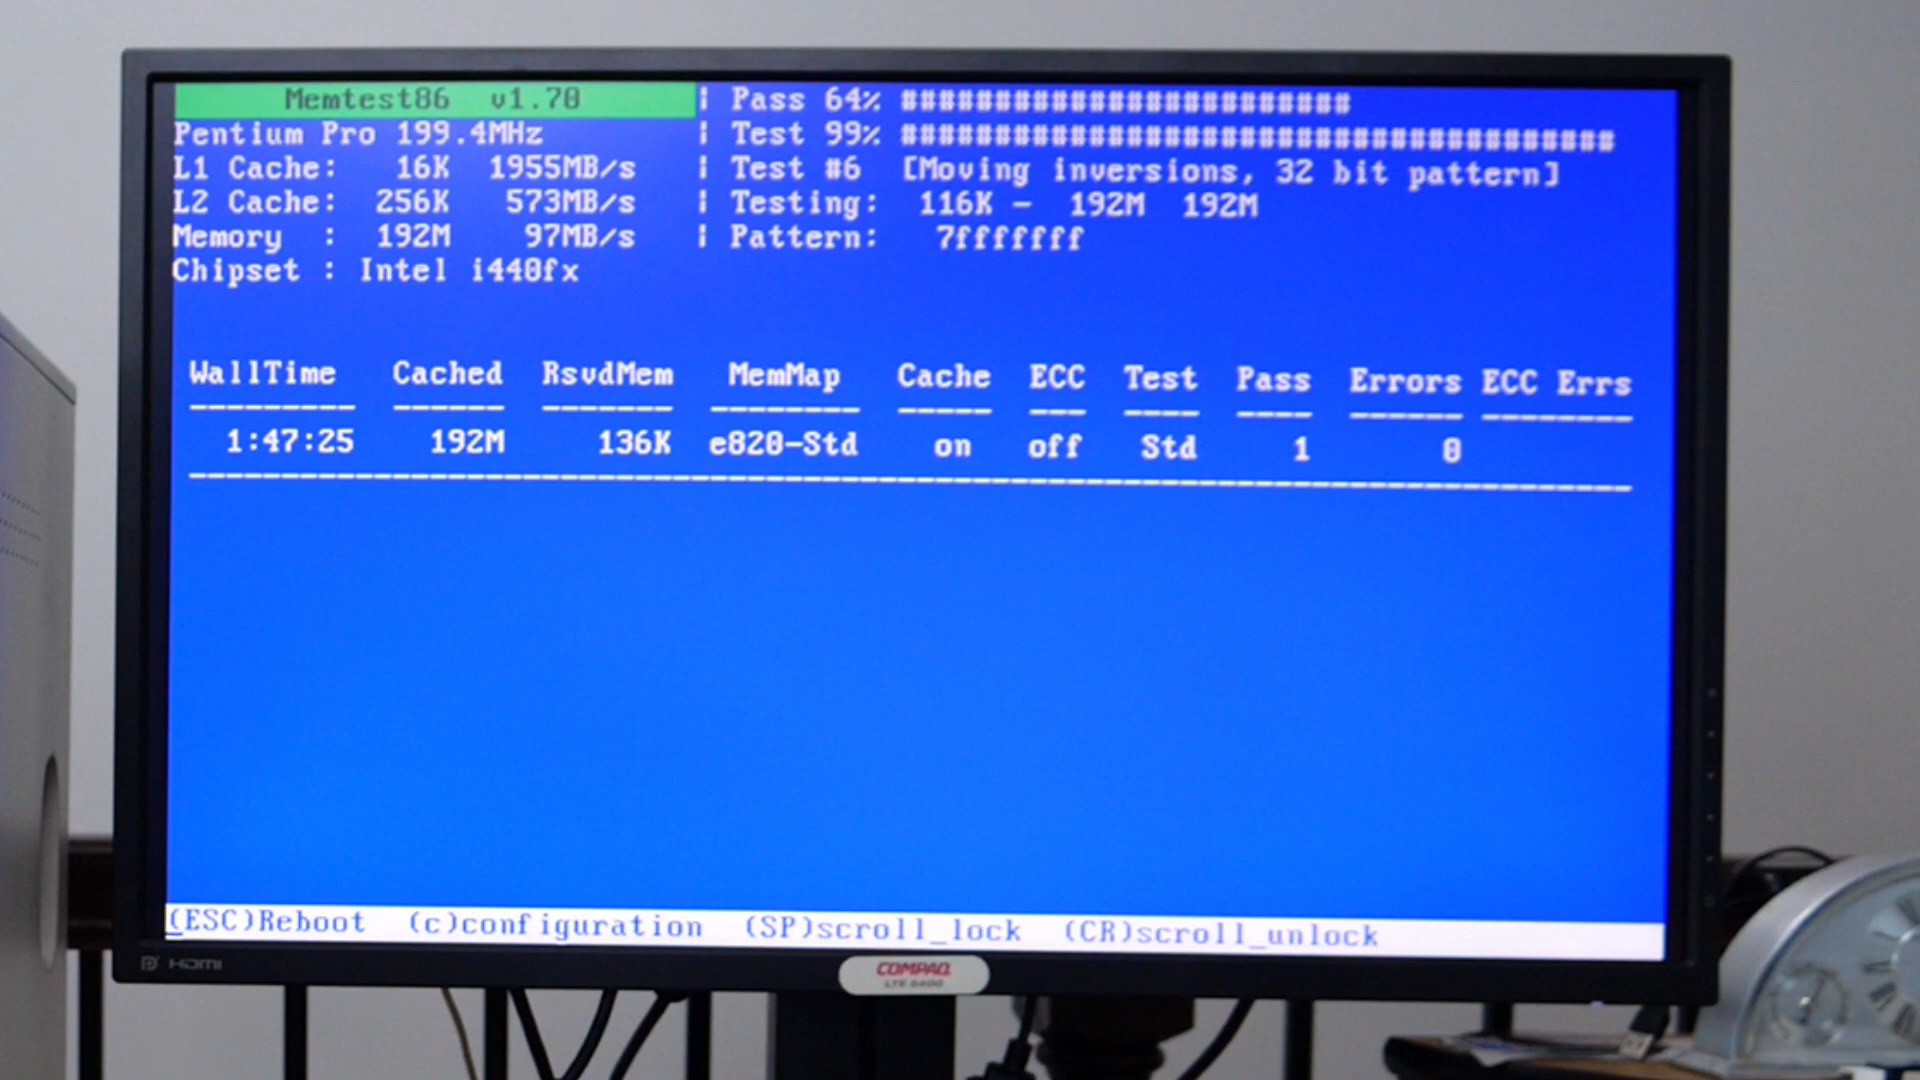 Memtest86 v1.70 | Pass 64% ########################
Pentium Pro 199.4MHz | Test 99% ######################################
L1 Cache: 16K 1955MB/s | Test #6 [Moving inversions, 32 bit pattern]
L2 Cache: 256K 573MB/s | Testing: 116K - 192M 192M
Memory : 192M 97MB/s | Pattern: 7fffffff
Chipset : Intel i440fx
WallTime Cached RsvdMem MemMap Cache ECC Test Pass Errors ECC Errs
--------- ------ ------- -------- ----- --- ---- ---- ------ --------
1:47:25 192M 136K e820-Std on off Std 1 0
(ESC)Reboot (c)configuration (SP)scroll_lock (CR)scroll_unlock
HDMI
COMPAQ
LTE 5400